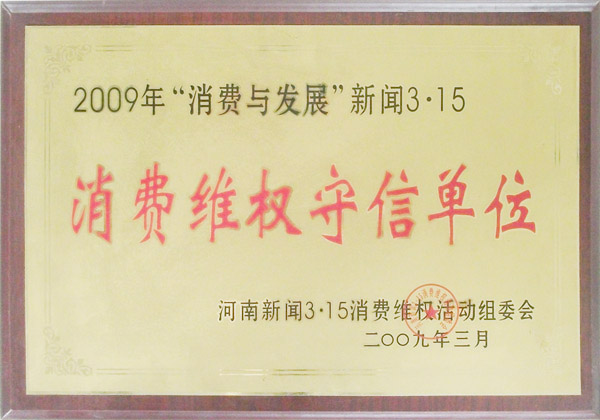 2009年“消费与发展”新闻3·15
消费维权守信单位
河南新闻3·15消费维权活动组委会
二〇〇九年三月